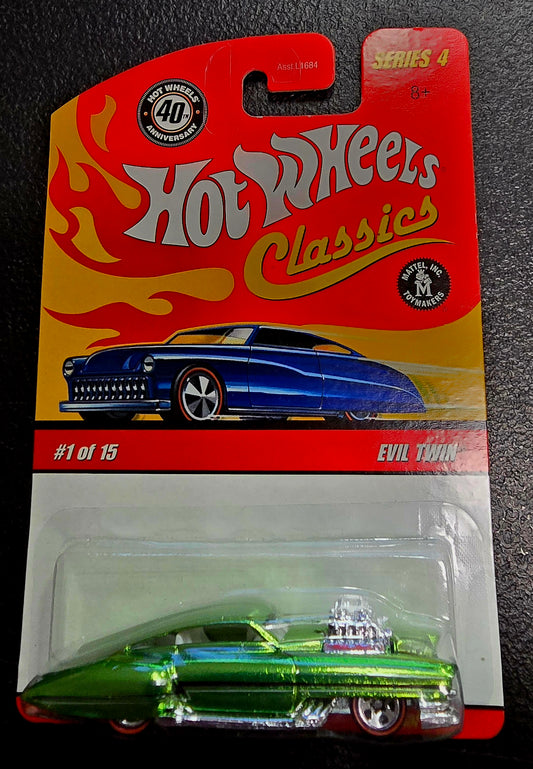 Asst.L1684
SERIES 4
8+
HOT WHEELS
40TH
ANNIVERSARY
HOT WHEELS
Classics
MATTEL, INC.
M
TOYMAKERS
#1 of 15
EVIL TWIN